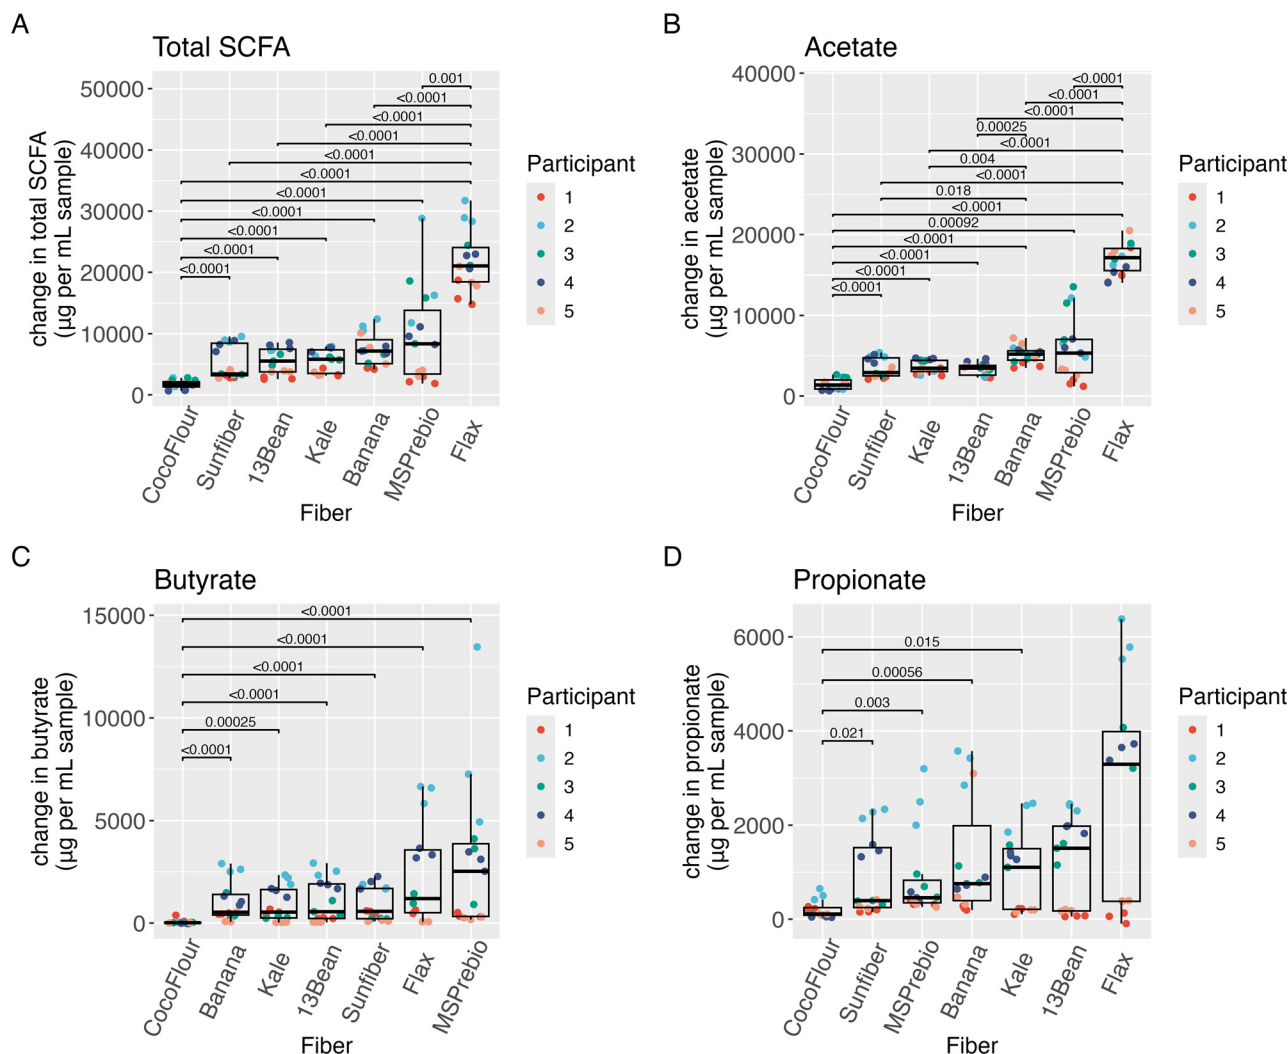 A
Total SCFA
change in total SCFA
(µg per mL sample)
50000
40000
30000
20000
10000
0
0.001
<0.0001
<0.0001
<0.0001
<0.0001
<0.0001
<0.0001
<0.0001
<0.0001
<0.0001
<0.0001
CocoFlour
Sunfiber
13Bean
Kale
Banana
MSPrebio
Flax
Fiber
Participant
1
2
3
4
5
B
Acetate
change in acetate
(µg per mL sample)
40000
30000
20000
10000
0
<0.0001
<0.0001
<0.0001
0.00025
<0.0001
0.004
<0.0001
0.018
<0.0001
0.00092
<0.0001
<0.0001
<0.0001
<0.0001
CocoFlour
Sunfiber
Kale
13Bean
Banana
MSPrebio
Flax
Fiber
Participant
1
2
3
4
5
C
Butyrate
change in butyrate
(µg per mL sample)
15000
10000
5000
0
<0.0001
<0.0001
<0.0001
<0.0001
0.00025
<0.0001
CocoFlour
Banana
Kale
13Bean
Sunfiber
Flax
MSPrebio
Fiber
Participant
1
2
3
4
5
D
Propionate
change in propionate
(µg per mL sample)
6000
4000
2000
0
0.015
0.00056
0.003
0.021
CocoFlour
Sunfiber
MSPrebio
Banana
Kale
13Bean
Flax
Fiber
Participant
1
2
3
4
5